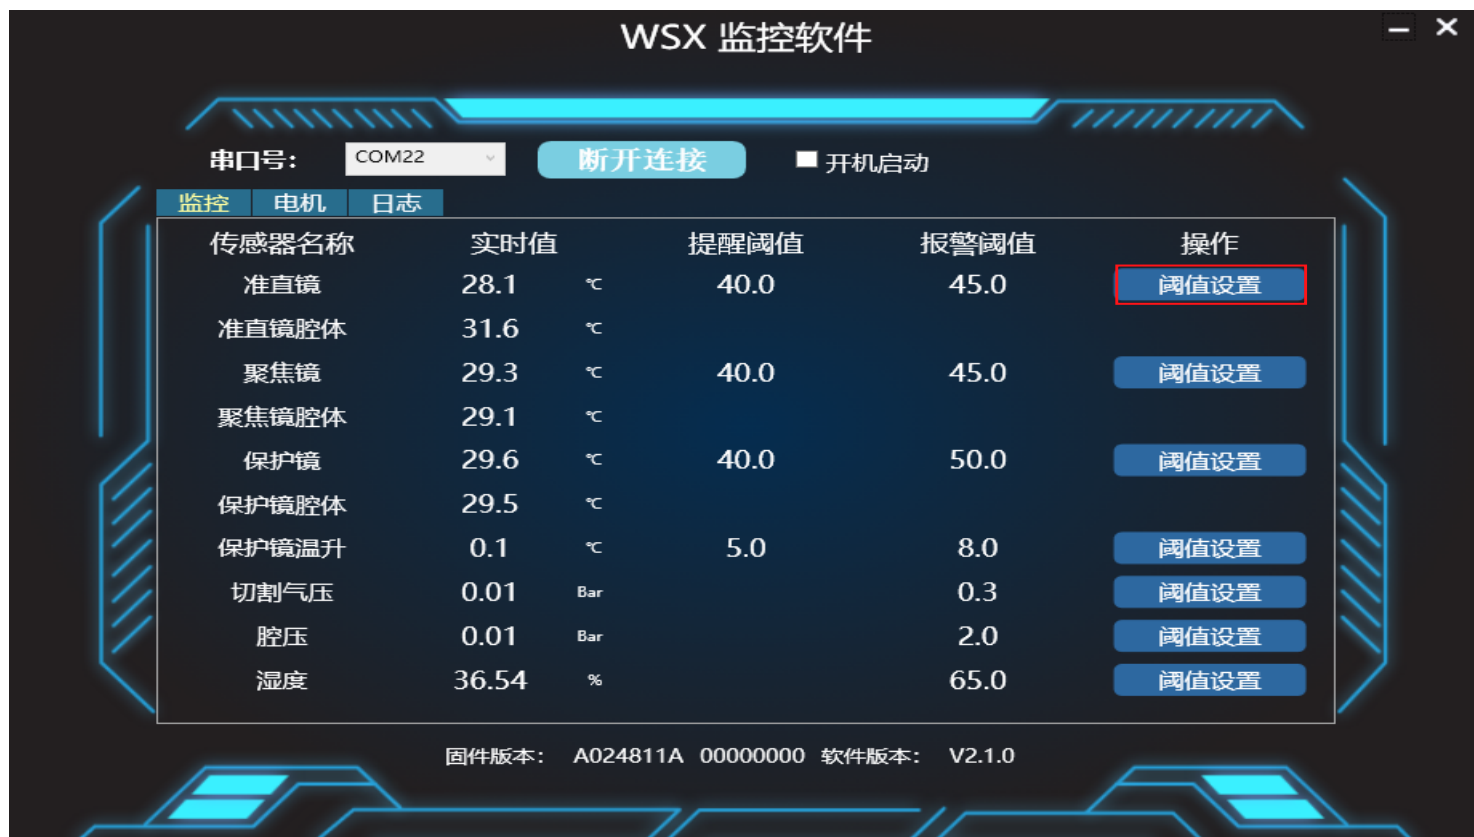 WSX 监控软件
串口号： COM22 断开连接 开机启动
监控 电机 日志
传感器名称 实时值 提醒阈值 报警阈值 操作
准直镜 28.1 ℃ 40.0 45.0 阈值设置
准直镜腔体 31.6 ℃
聚焦镜 29.3 ℃ 40.0 45.0 阈值设置
聚焦镜腔体 29.1 ℃
保护镜 29.6 ℃ 40.0 50.0 阈值设置
保护镜腔体 29.5 ℃
保护镜温升 0.1 ℃ 5.0 8.0 阈值设置
切割气压 0.01 Bar 0.3 阈值设置
腔压 0.01 Bar 2.0 阈值设置
湿度 36.54 % 65.0 阈值设置
固件版本： A024811A 00000000 软件版本： V2.1.0